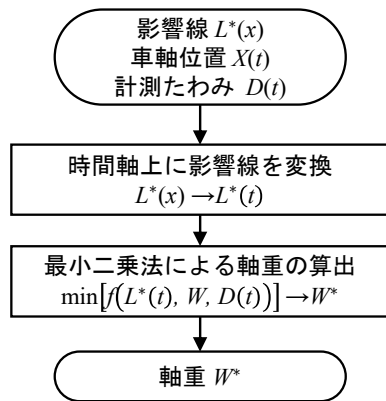 影響線 L*(x)
車軸位置 X(t)
計測たわみ D(t)
時間軸上に影響線を変換
L*(x)→L*(t)
最小二乗法による軸重の算出
min[f(L*(t), W, D(t))]→W*
軸重 W*